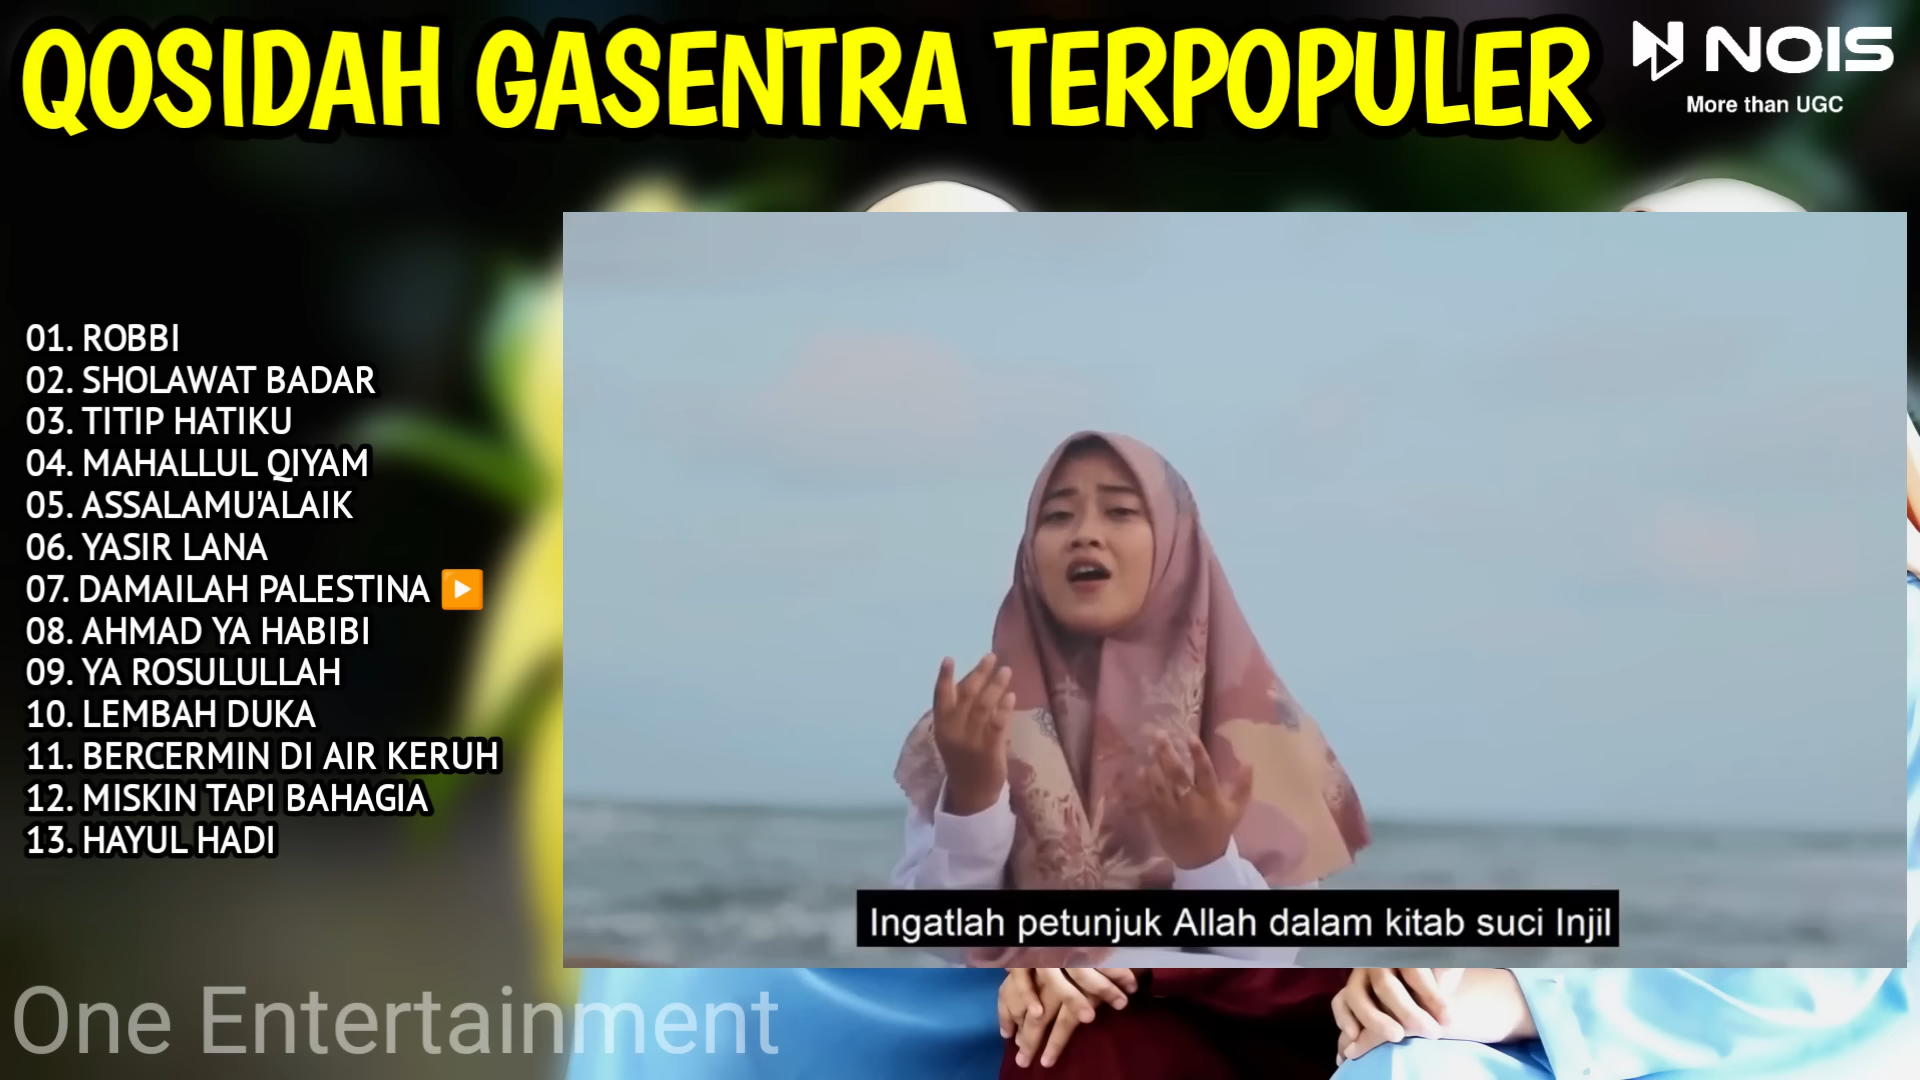 QOSIDAH GASENTRA TERPOPULER
NOIS
More than UGC
01. ROBBI
02. SHOLAWAT BADAR
03. TITIP HATIKU
04. MAHALLUL QIYAM
05. ASSALAMU'ALAIK
06. YASIR LANA
07. DAMAILAH PALESTINA ▶️
08. AHMAD YA HABIBI
09. YA ROSULULLAH
10. LEMBAH DUKA
11. BERCERMIN DI AIR KERUH
12. MISKIN TAPI BAHAGIA
13. HAYUL HADI
Ingatlah petunjuk Allah dalam kitab suci Injil
One Entertainment